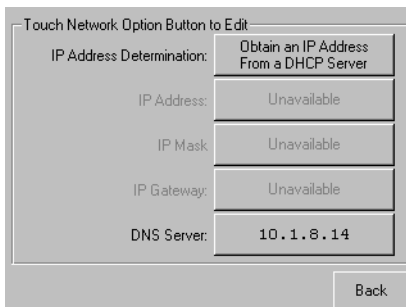 Touch Network Option Button to Edit
IP Address Determination:
Obtain an IP Address
From a DHCP Server
IP Address:
Unavailable
IP Mask
Unavailable
IP Gateway:
Unavailable
DNS Server:
10.1.8.14
Back